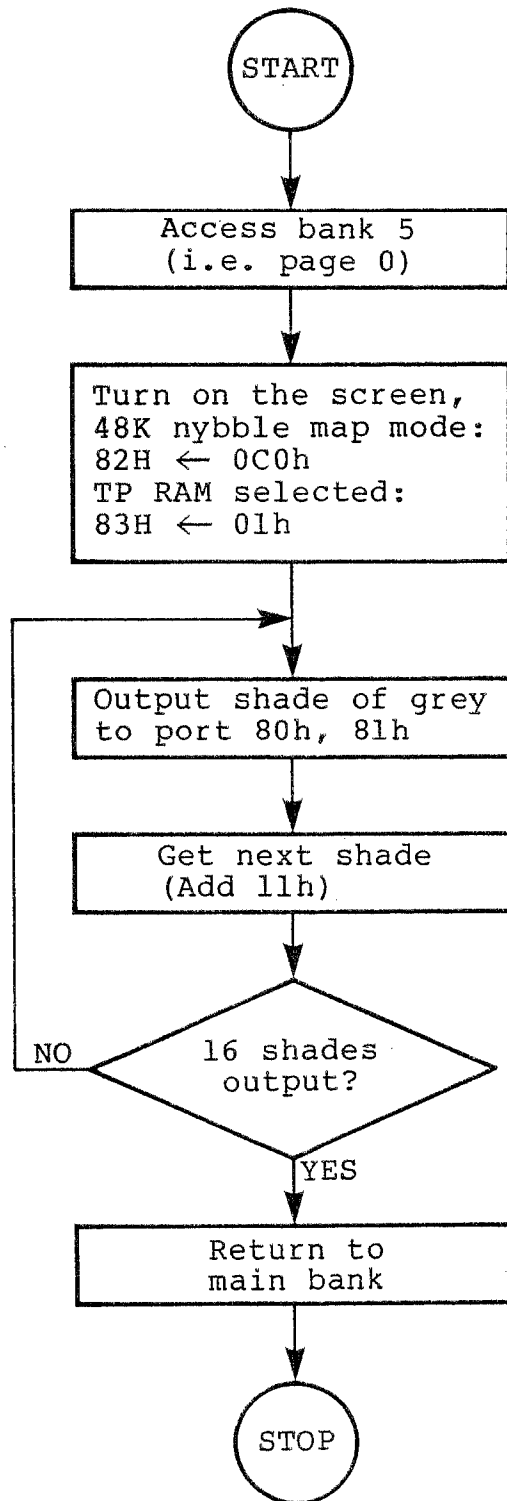 START
Access bank 5
(i.e. page 0)
Turn on the screen,
48K nybble map mode:
82H ← 0C0h
TP RAM selected:
83H ← 01h
Output shade of grey
to port 80h, 81h
Get next shade
(Add 11h)
16 shades
output?
NO
YES
Return to
main bank
STOP